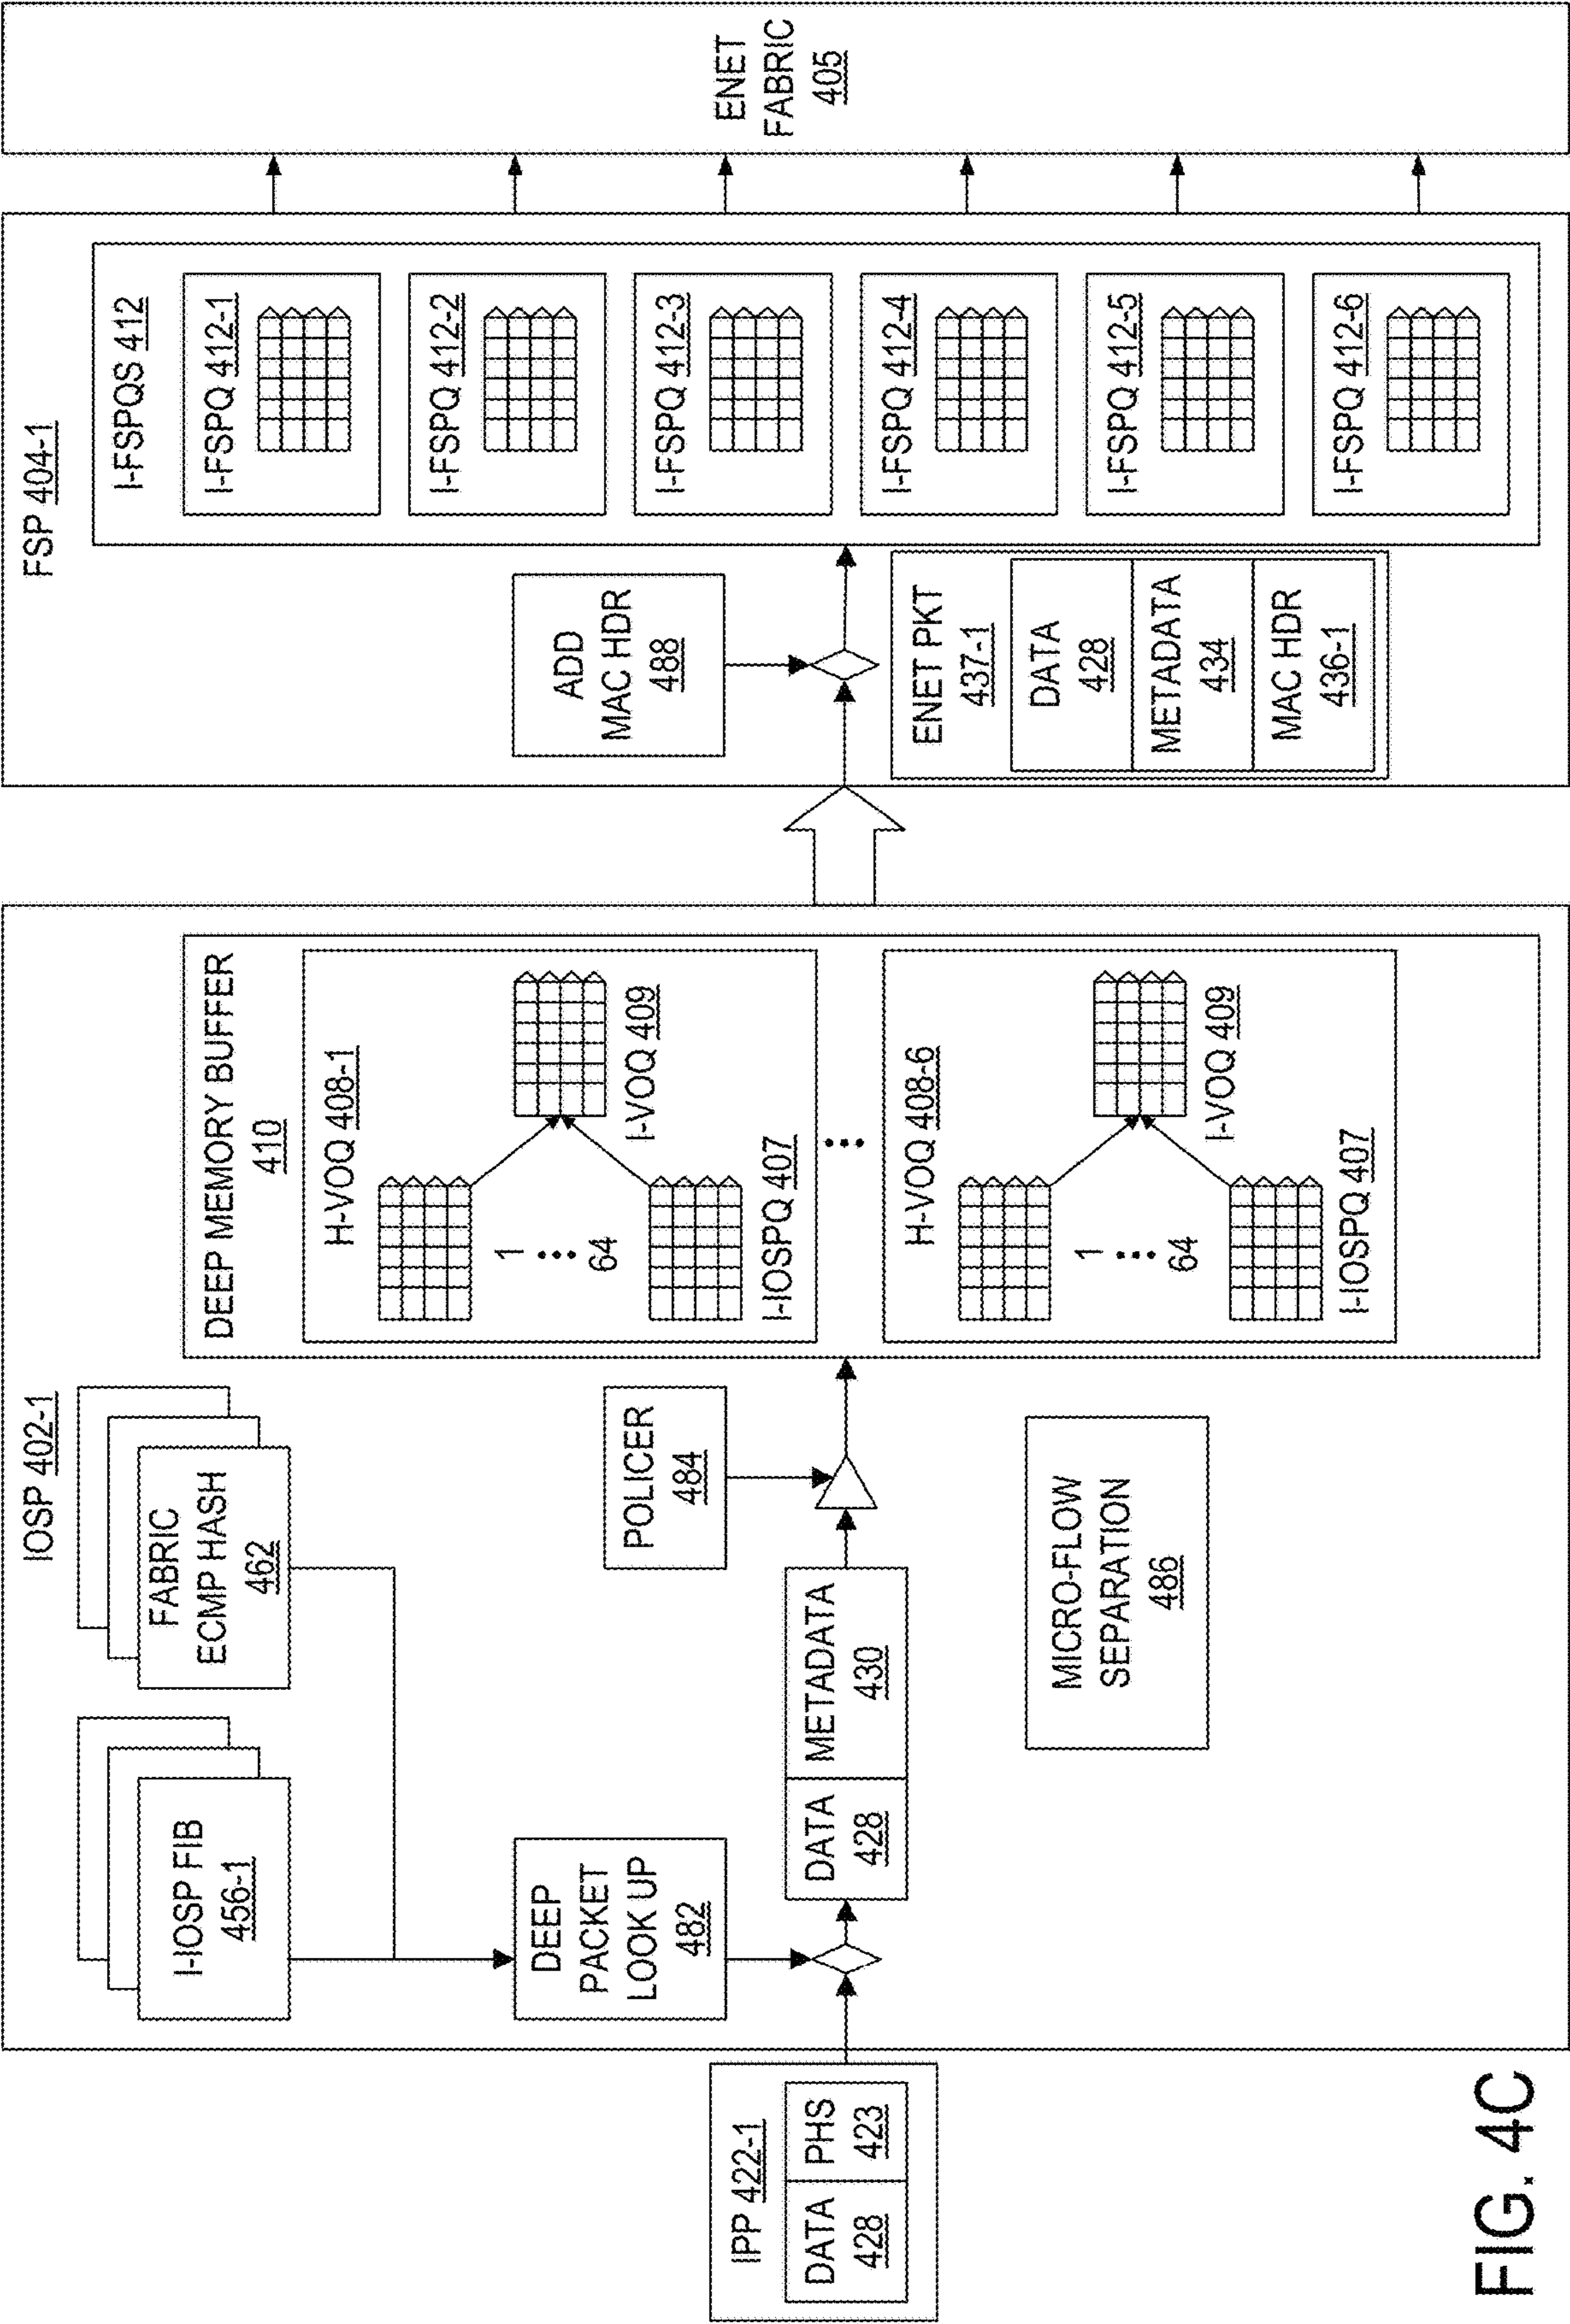 IPP 422-1
DATA
428
PHS
423
IOSP 402-1
I-IOSP FIB
456-1
FABRIC
ECMP HASH
462
DEEP
PACKET
LOOK UP
482
DATA
428
METADATA
430
POLICER
484
MICRO-FLOW
SEPARATION
486
DEEP MEMORY BUFFER
410
H-VOQ 408-1
1
64
I-IOSPQ 407
I-VOQ 409
H-VOQ 408-6
1
64
I-IOSPQ 407
I-VOQ 409
FSP 404-1
ADD
MAC HDR
488
ENET PKT
437-1
DATA
428
METADATA
434
MAC HDR
436-1
I-FSPQS 412
I-FSPQ 412-1
I-FSPQ 412-2
I-FSPQ 412-3
I-FSPQ 412-4
I-FSPQ 412-5
I-FSPQ 412-6
ENET
FABRIC
405
FIG. 4C